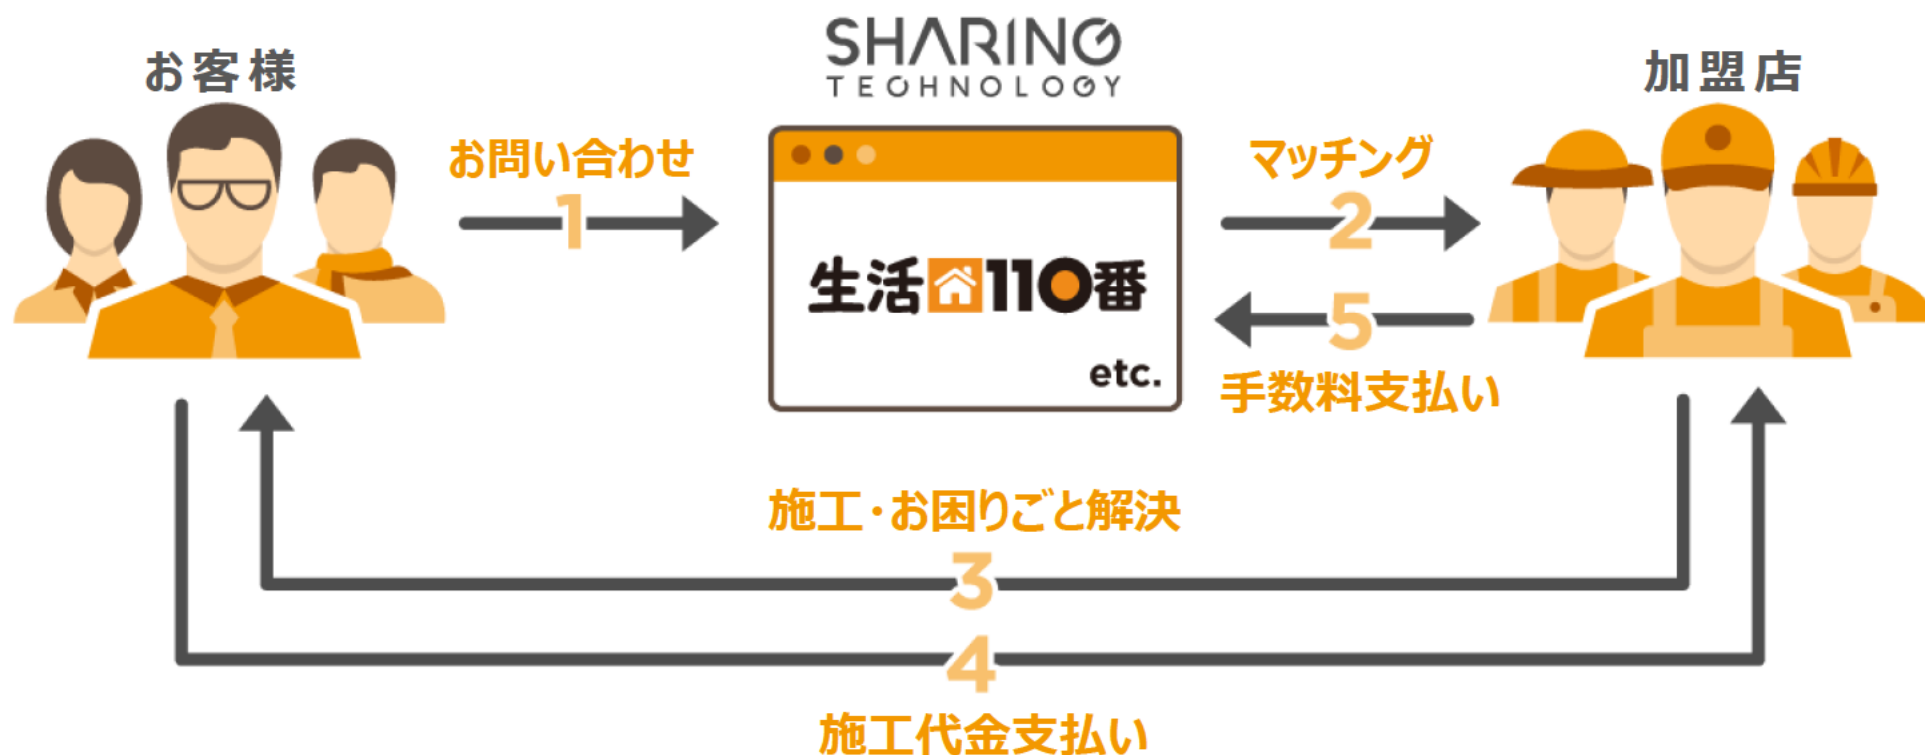 SHARING
TECHNOLOGY
お客様
加盟店
お問い合わせ
1
マッチング
2
生活110番
etc.
5
手数料支払い
施工・お困りごと解決
3
4
施工代金支払い